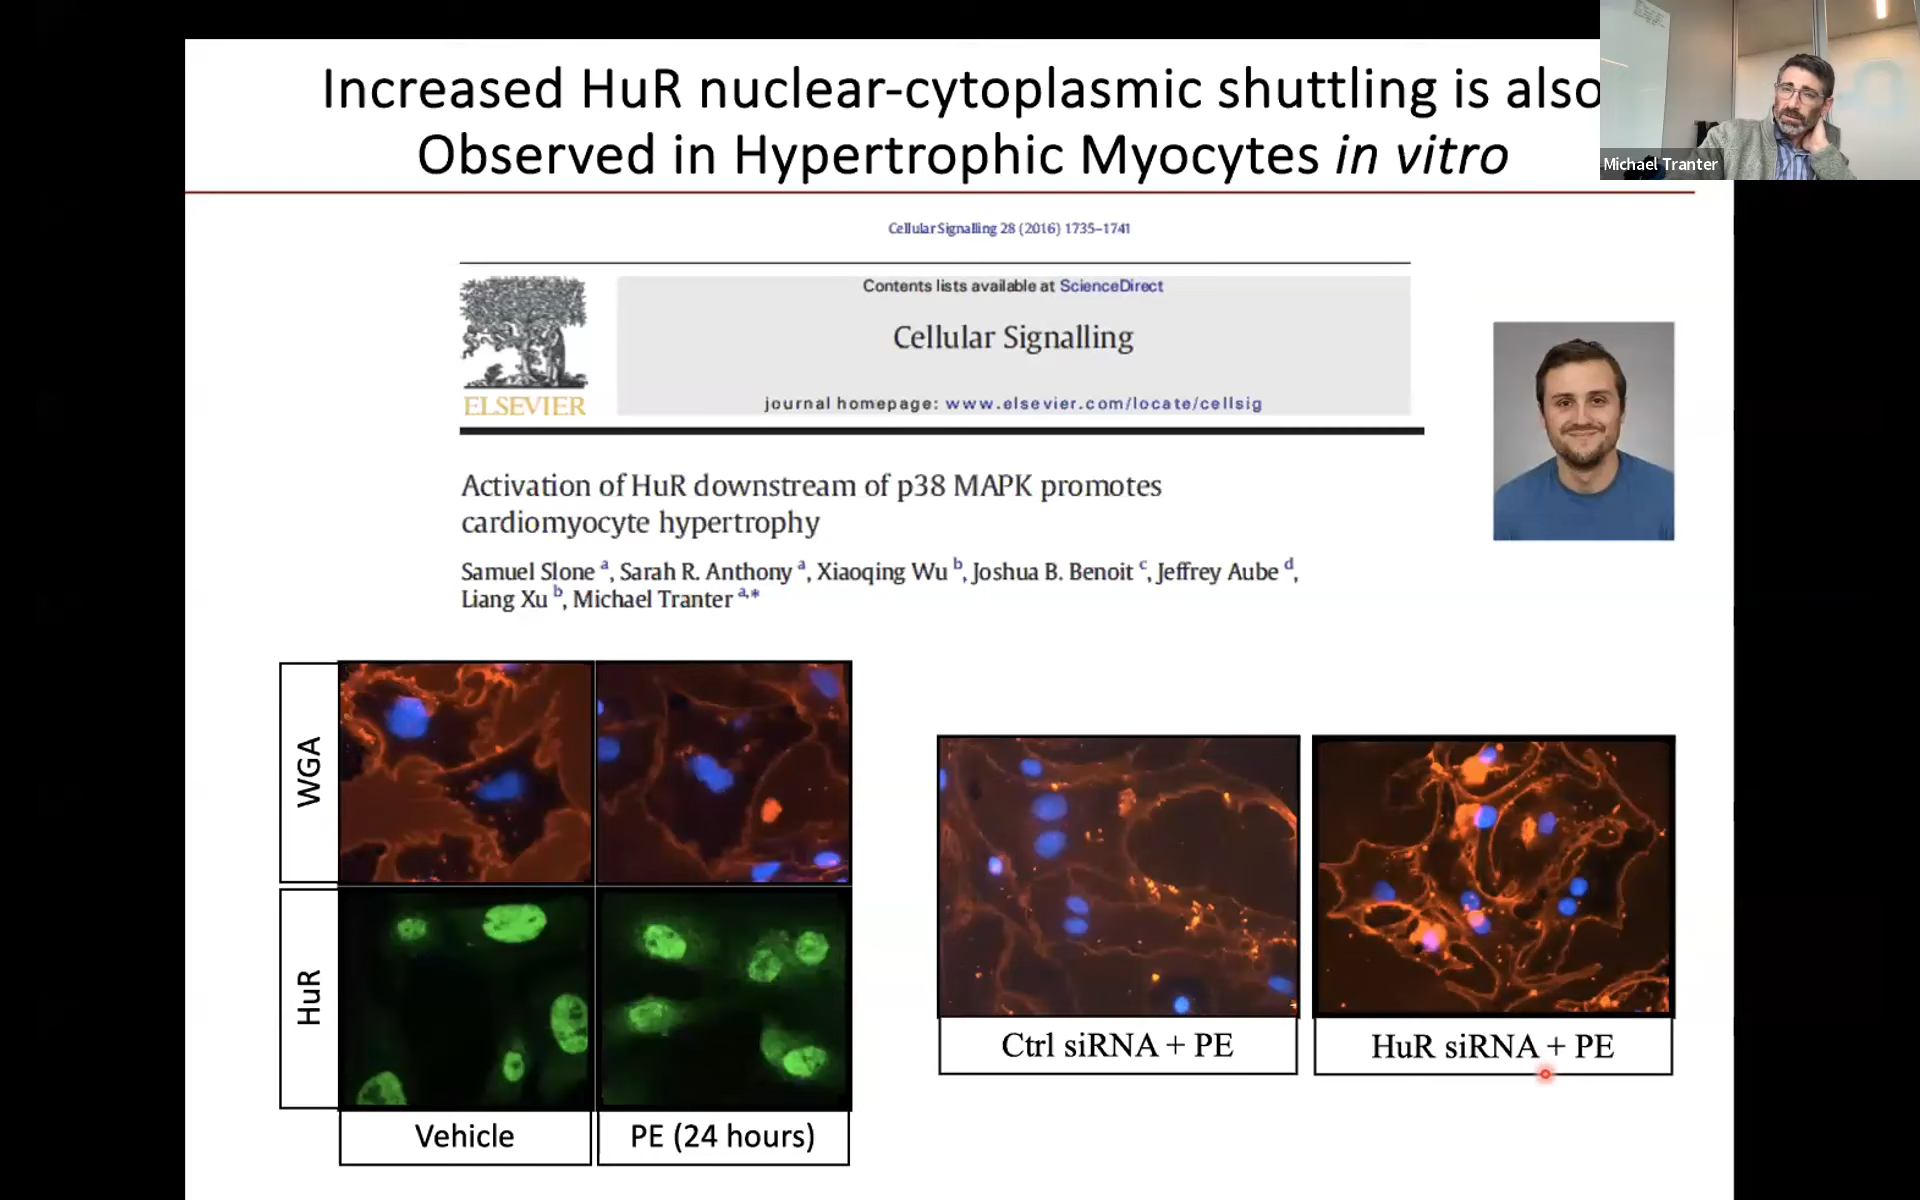 Increased HuR nuclear-cytoplasmic shuttling is also
Observed in Hypertrophic Myocytes in vitro
Michael Tranter
Cellular Signalling 28 (2016) 1735–1741
Contents lists available at ScienceDirect
Cellular Signalling
journal homepage: www.elsevier.com/locate/cellsig
ELSEVIER
Activation of HuR downstream of p38 MAPK promotes
cardiomyocyte hypertrophy
Samuel Slone a, Sarah R. Anthony a, Xiaoqing Wu b, Joshua B. Benoit c, Jeffrey Aube d,
Liang Xu b, Michael Tranter a,*
WGA
HuR
Vehicle
PE (24 hours)
Ctrl siRNA + PE
HuR siRNA + PE